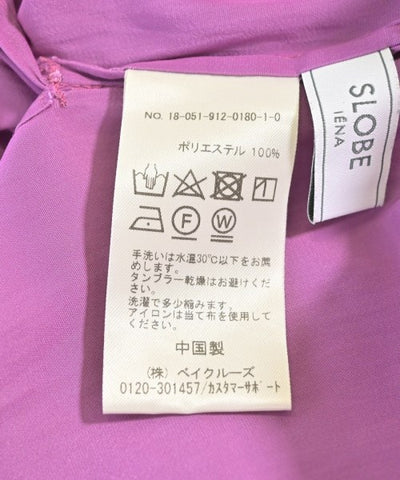 NO. 18-051-912-0180-1-0
ポリエステル 100%
手洗いは水温30℃以下をお薦
めします。
タンブラー乾燥はお避けくだ
さい。
洗濯で多少縮みます。
アイロンは当て布を使用して
ください。
中国製
(株) ベイクルーズ
0120-301457/カスタマーサポート
SLOBE
IÉNA